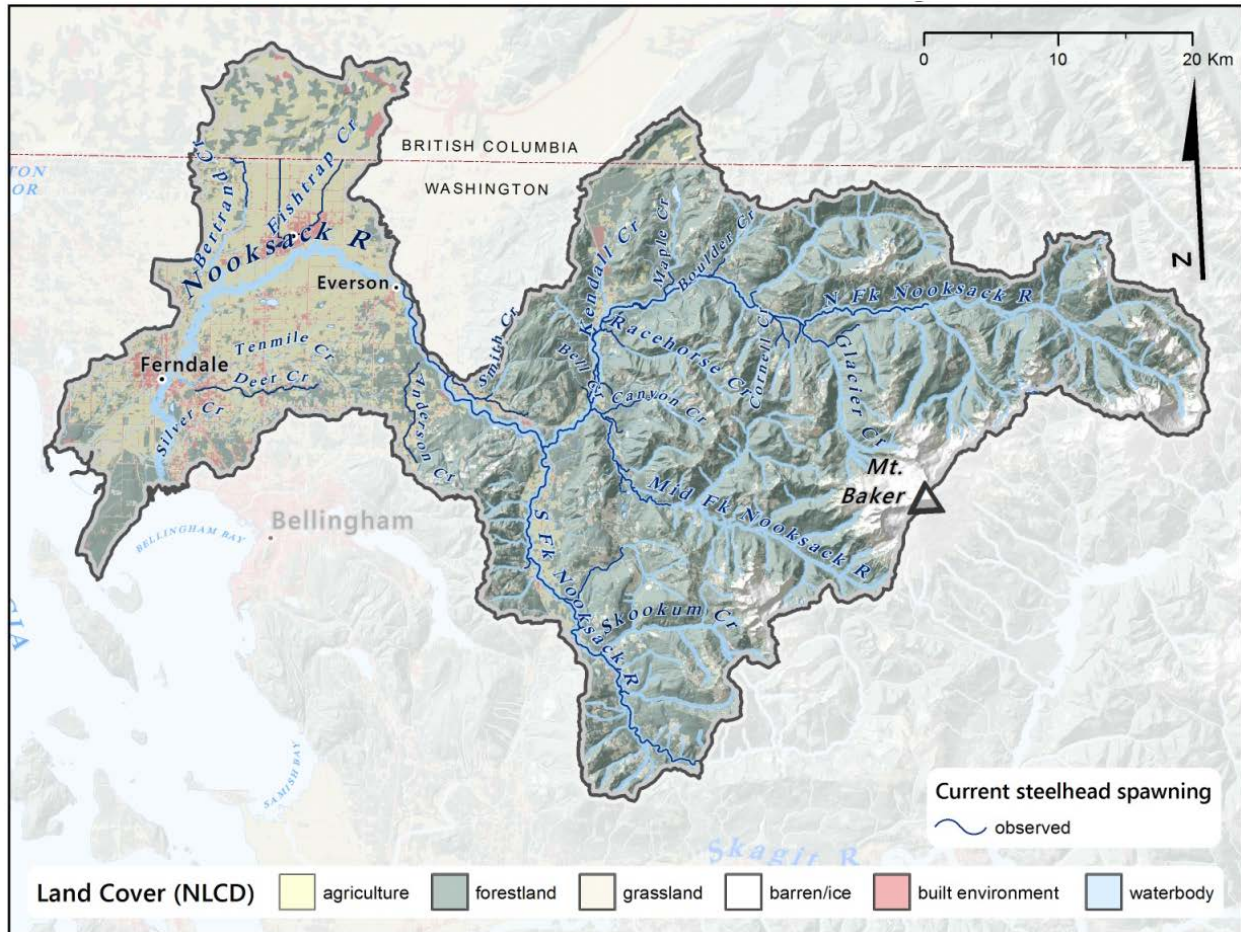 0 10 20 Km
N
BRITISH COLUMBIA
WASHINGTON
Bertrand Cr
Fishtrap Cr
Nooksack R
Everson
Ferndale
Tenmile Cr
Deer Cr
Silver Cr
Anderson Cr
Smith Cr
Kendall Cr
Maple Cr
Boulder Cr
Racehorse Cr
Bell Cr
Canyon Cr
Cornell Cr
N Fk Nooksack R
Glacier Cr
Mt.
Baker
Mid Fk Nooksack R
S Fk Nooksack R
Skookum Cr
Bellingham
BELLINGHAM BAY
SAMISH BAY
Skagit R
Current steelhead spawning
observed
Land Cover (NLCD)
agriculture
forestland
grassland
barren/ice
built environment
waterbody